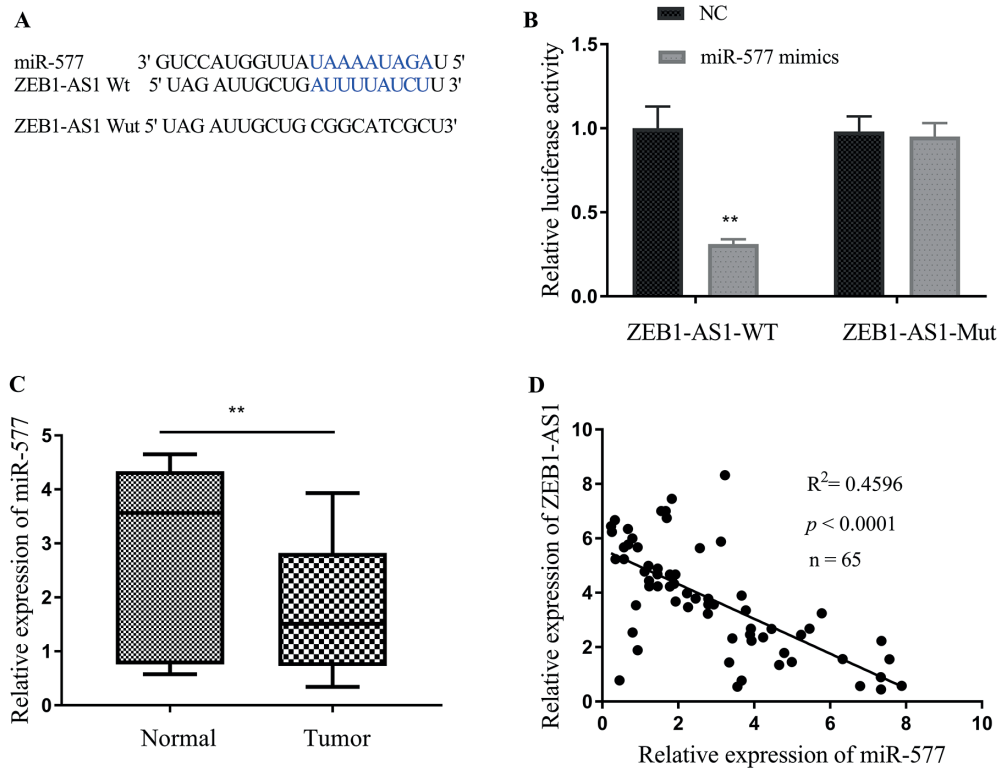 A
miR-577 3' GUCCAUGGUUAUAAAAUAGAU 5'
ZEB1-AS1 Wt 5' UAG AUUGCUGAUUUUAUCUU 3'
ZEB1-AS1 Wut 5' UAG AUUGCUG CGGCATCGCU3'
B
NC
miR-577 mimics
Relative luciferase activity
1.5
1.0
0.5
0.0
**
ZEB1-AS1-WT ZEB1-AS1-Mut
C
Relative expression of miR-577
5
4
3
2
1
0
**
Normal Tumor
D
Relative expression of ZEB1-AS1
10
8
6
4
2
0
R²= 0.4596
p < 0.0001
n = 65
0 2 4 6 8 10
Relative expression of miR-577